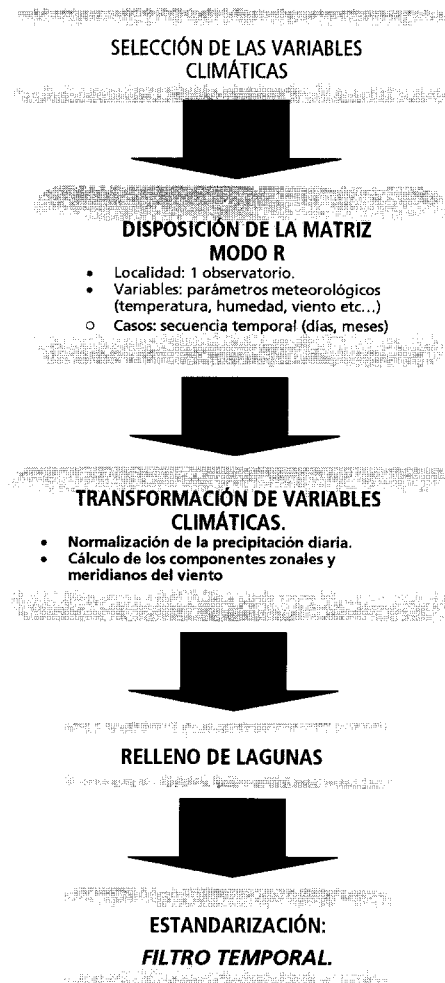 SELECCIÓN DE LAS VARIABLES
CLIMÁTICAS
DISPOSICIÓN DE LA MATRIZ
MODO R
• Localidad: 1 observatorio.
• Variables: parámetros meteorológicos
(temperatura, humedad, viento etc...)
○ Casos: secuencia temporal (días, meses)
TRANSFORMACIÓN DE VARIABLES
CLIMÁTICAS.
• Normalización de la precipitación diaria.
• Cálculo de los componentes zonales y
meridianos del viento
RELLENO DE LAGUNAS
ESTANDARIZACIÓN:
FILTRO TEMPORAL.